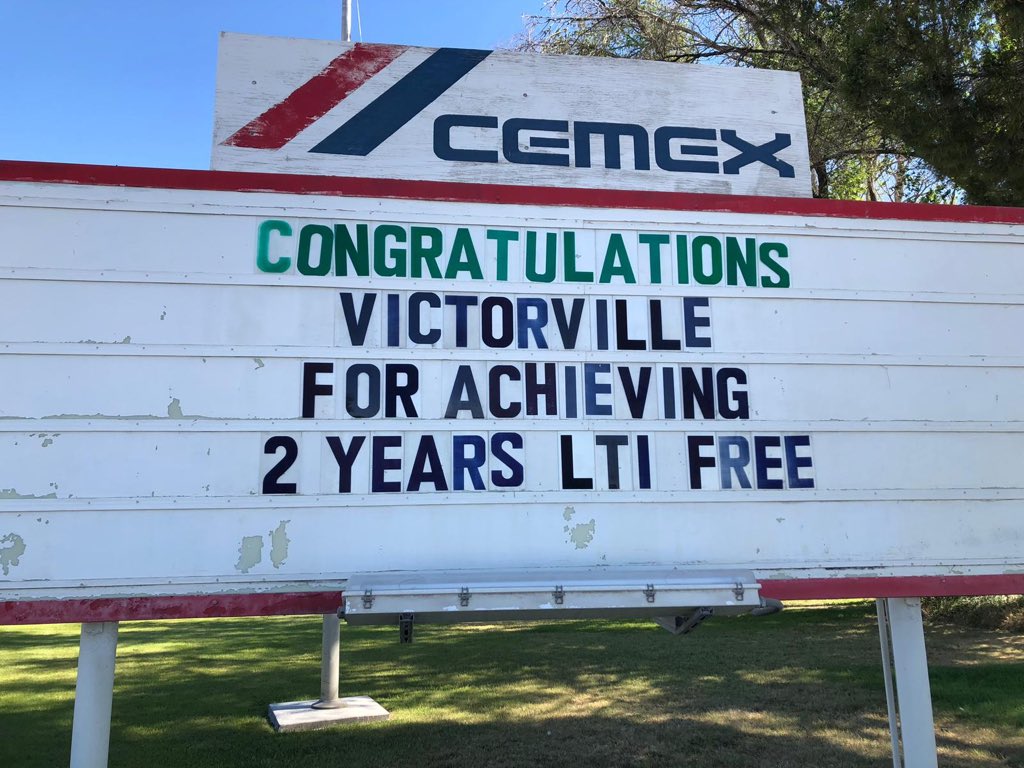 CEMEX
CONGRATULATIONS
VICTORVILLE
FOR ACHIEVING
2 YEARS LTI FREE